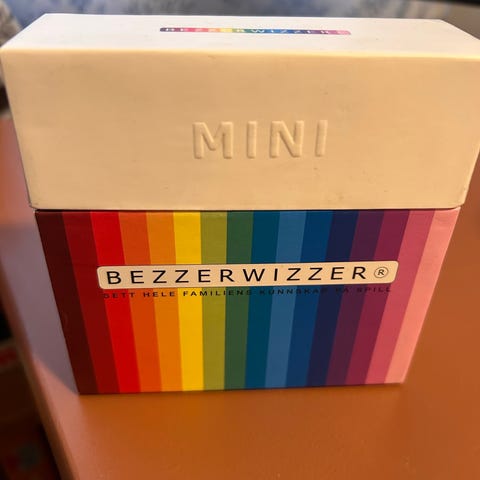 BEZZERWIZZER
MINI
BEZZERWIZZER®
SETT HELE FAMILIENS KUNNSKAP PÅ SPILL